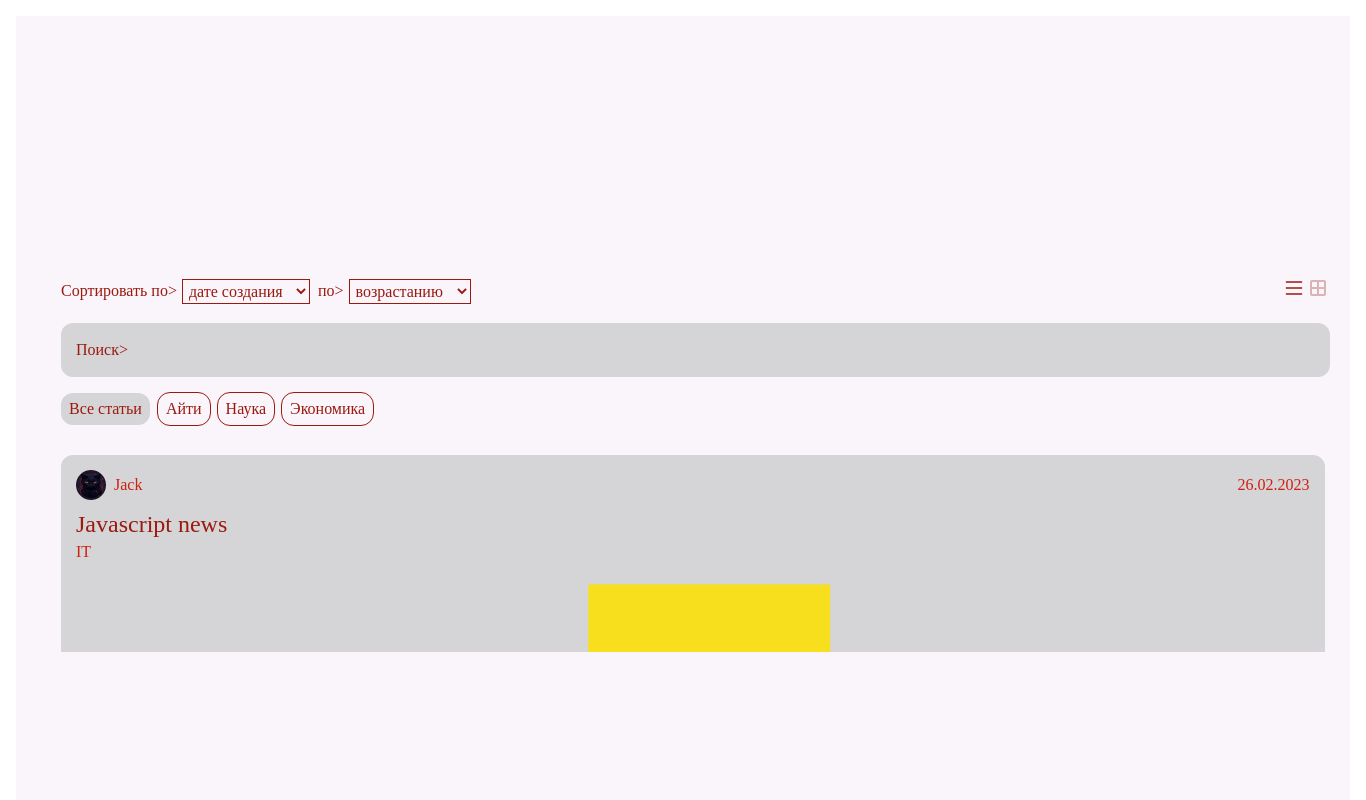 Сортировать по> дате создания по> возрастанию
Поиск>
Все статьи Айти Наука Экономика
Jack 26.02.2023
Javascript news
IT